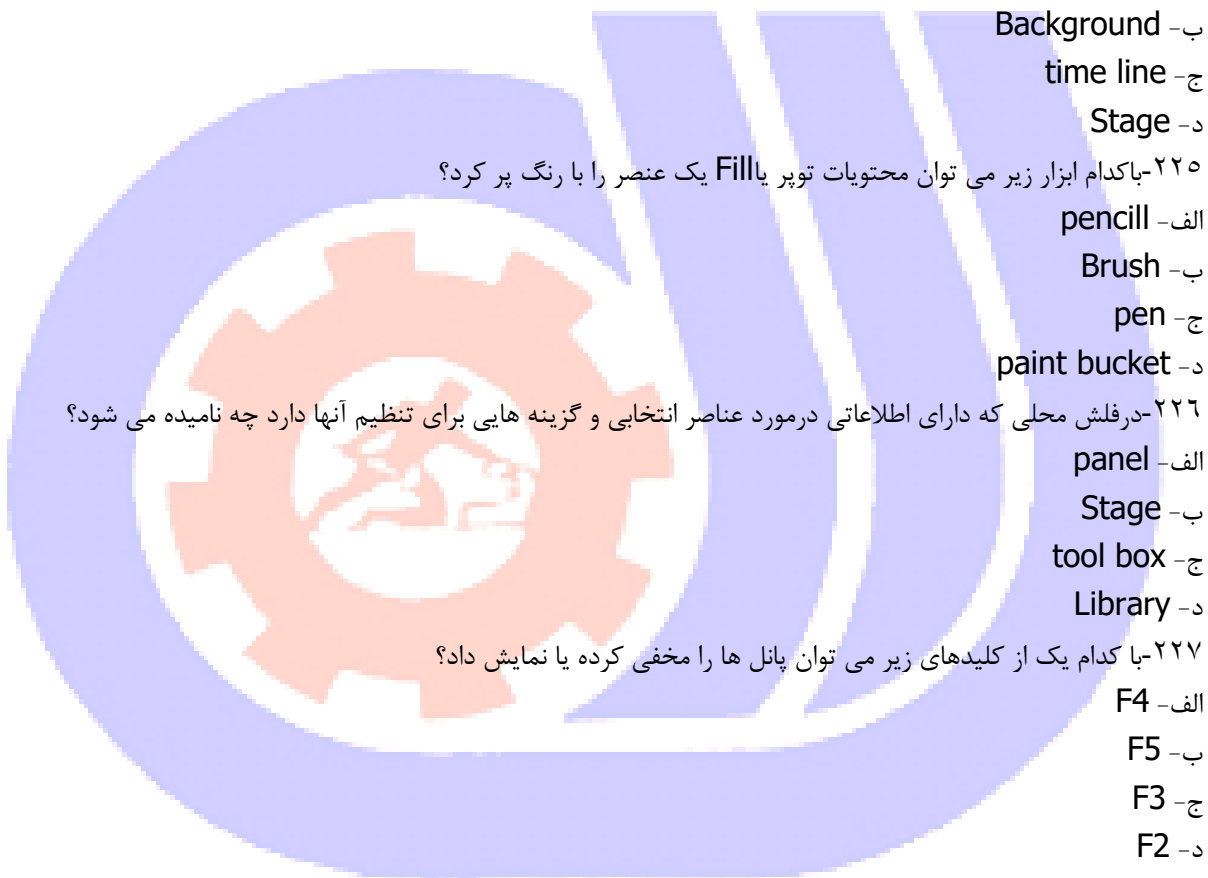 ب- Background
ج- time line
د- Stage
٢٢٥-باکدام ابزار زیر می توان محتویات توپر یاFill یک عنصر را با رنگ پر کرد؟
الف- pencill
ب- Brush
ج- pen
د- paint bucket
٢٢٦-درفلش محلی که دارای اطلاعاتی درمورد عناصر انتخابی و گزینه هایی برای تنظیم آنها دارد چه نامیده می شود؟
الف- panel
ب- Stage
ج- tool box
د- Library
٢٢٧-با کدام یک از کلیدهای زیر می توان پانل ها را مخفی کرده یا نمایش داد؟
الف- F4
ب- F5
ج- F3
د- F2